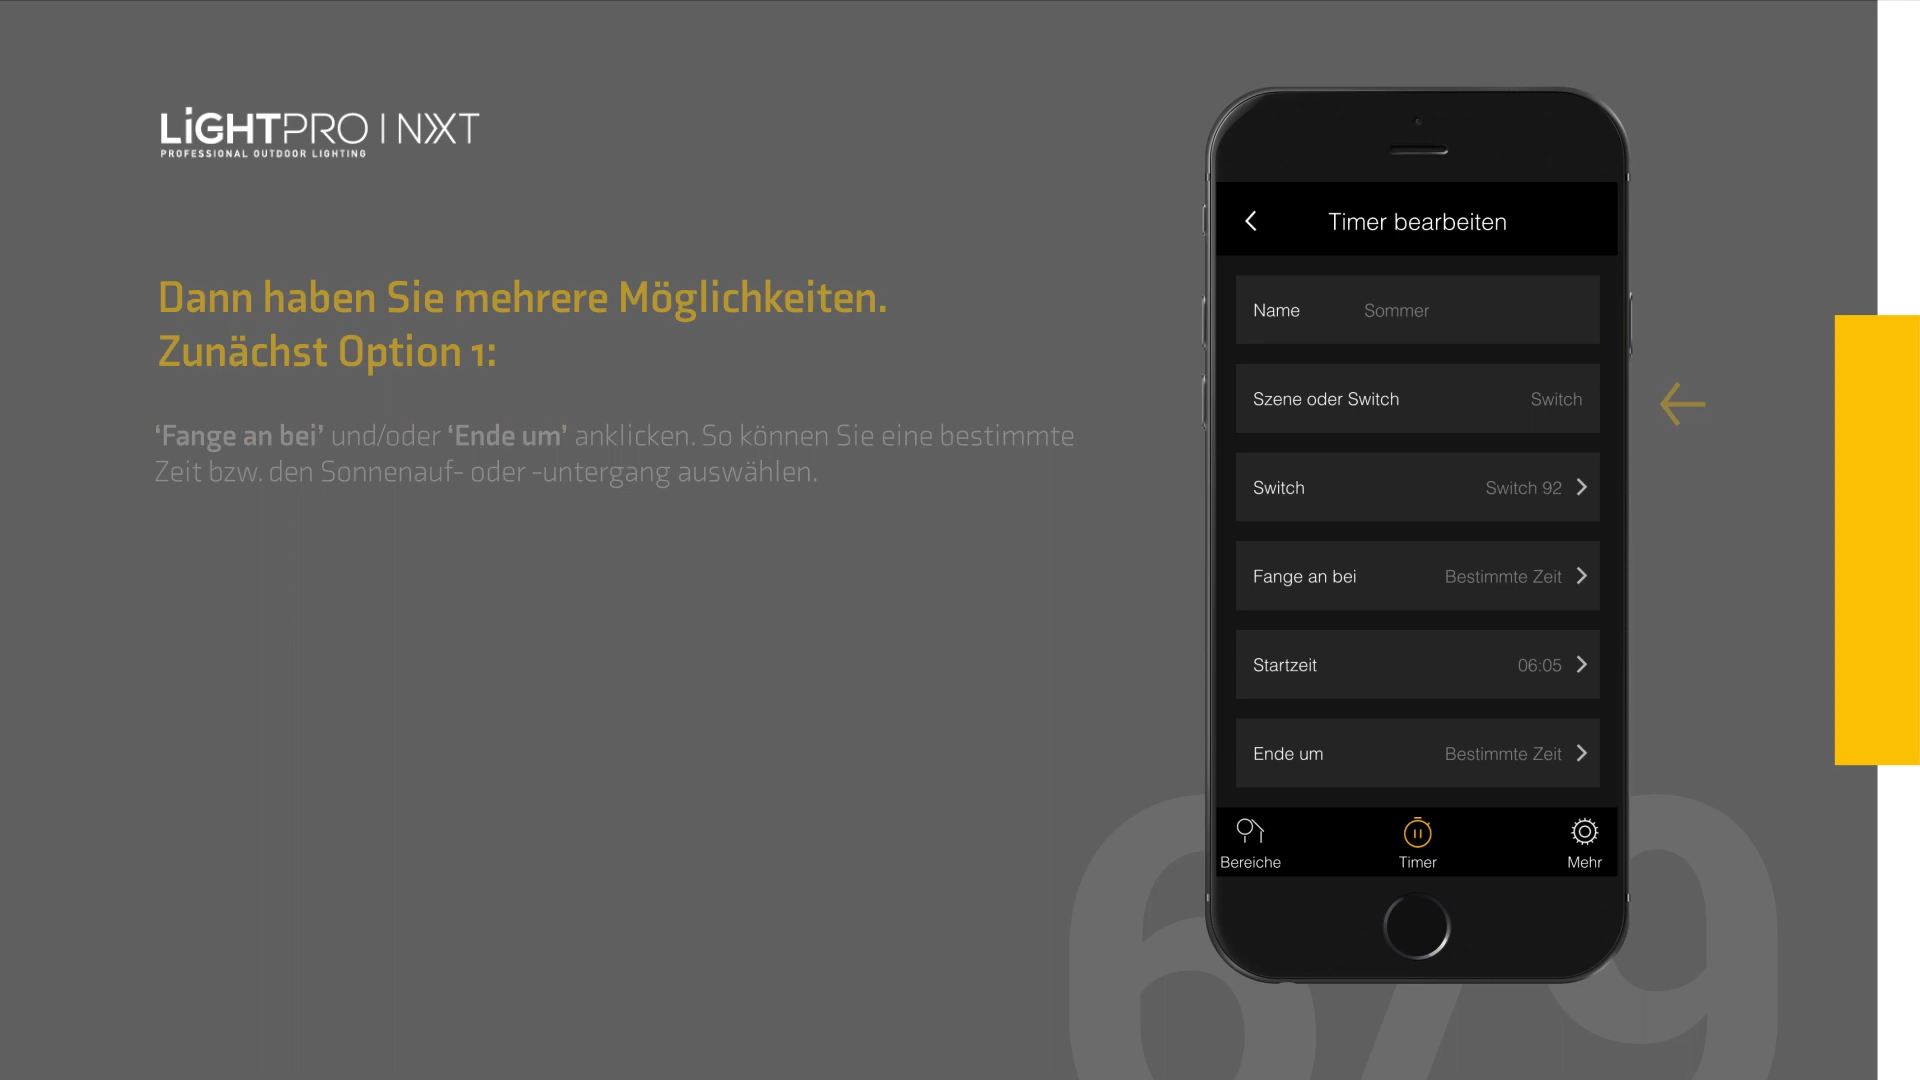 LiGHTPRO | NXT
PROFESSIONAL OUTDOOR LIGHTING
Dann haben Sie mehrere Möglichkeiten.
Zunächst Option 1:
‘Fange an bei’ und/oder ‘Ende um’ anklicken. So können Sie eine bestimmte
Zeit bzw. den Sonnenauf- oder -untergang auswählen.
Timer bearbeiten
Name Sommer
Szene oder Switch Switch
Switch Switch 92
Fange an bei Bestimmte Zeit
Startzeit 06:05
Ende um Bestimmte Zeit
Bereiche Timer Mehr
6/9